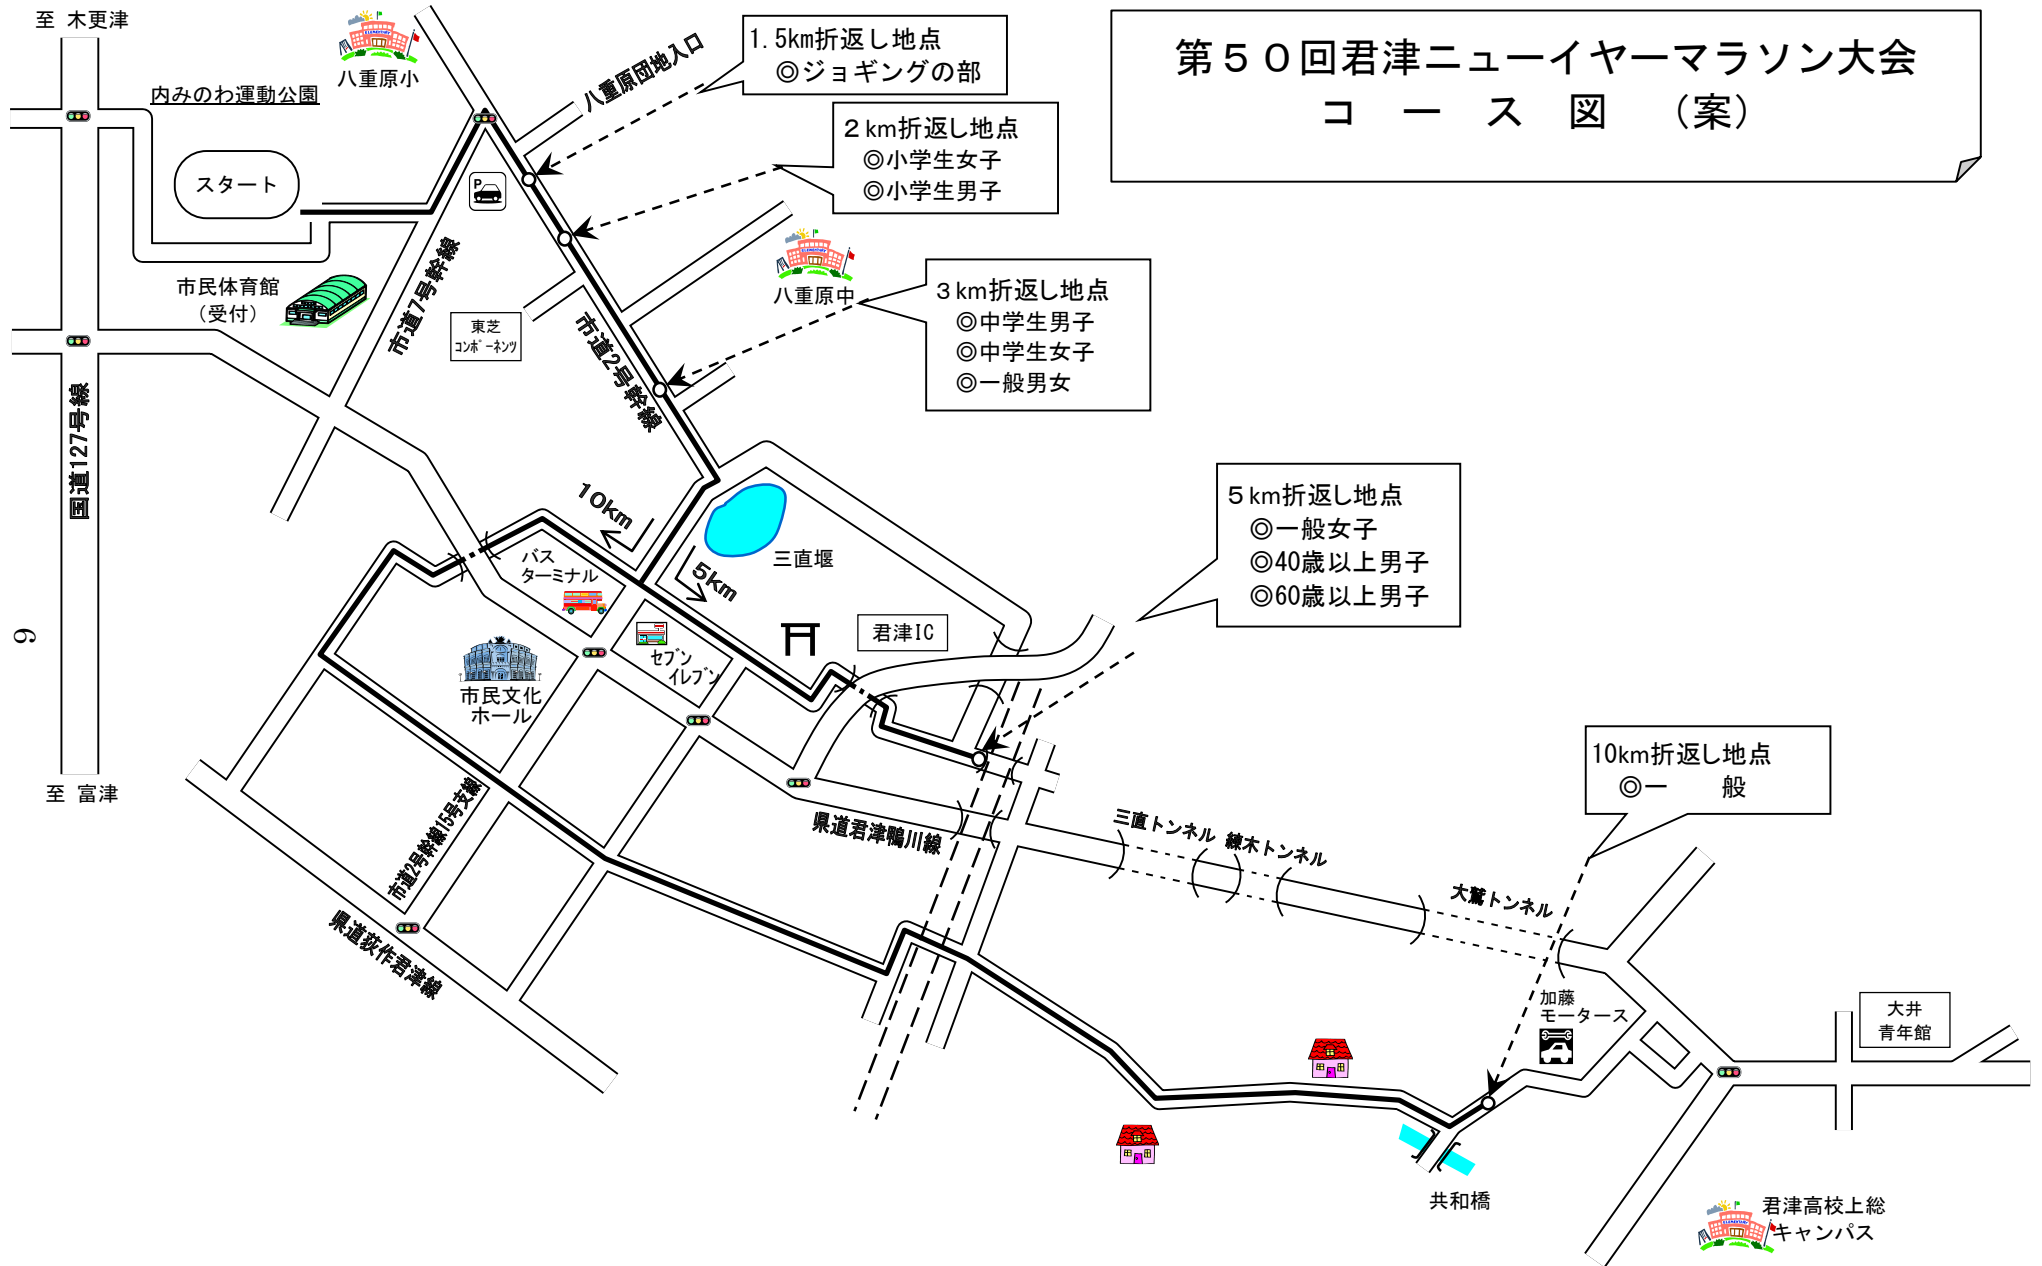 第５０回君津ニューイヤーマラソン大会
コース図（案）
至 木更津
八重原小
内みのわ運動公園
スタート
八重原団地入口
1.5km折返し地点
◎ジョギングの部
２km折返し地点
◎小学生女子
◎小学生男子
八重原中
３km折返し地点
◎中学生男子
◎中学生女子
◎一般男女
市民体育館
（受付）
市道7号幹線
東芝
コンポーネンツ
市道2号幹線
国道127号線
10km
5km
三直堰
バス
ターミナル
セブン
イレブン
君津IC
５km折返し地点
◎一般女子
◎40歳以上男子
◎60歳以上男子
市民文化
ホール
至 富津
市道2号幹線15号支線
県道荻作君津線
県道君津鴨川線
三直トンネル
練木トンネル
大鷲トンネル
10km折返し地点
◎一 般
加藤
モータース
大井
青年館
共和橋
君津高校上総
キャンパス
P
ELEMENTARY
ELEMENTARY
ELEMENTARY
9